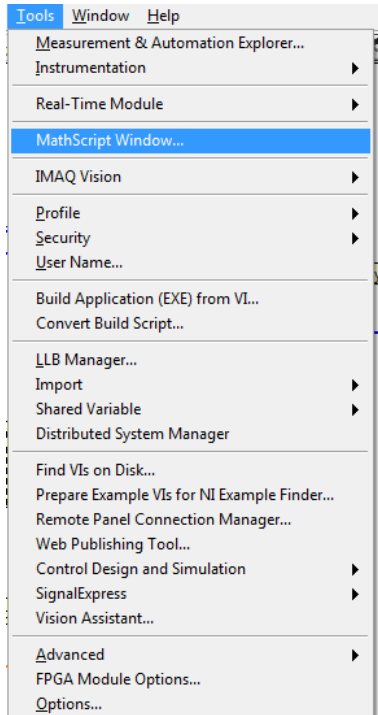 Tools Window Help
Measurement & Automation Explorer...
Instrumentation
Real-Time Module
MathScript Window...
IMAQ Vision
Profile
Security
User Name...
Build Application (EXE) from VI...
Convert Build Script...
LLB Manager...
Import
Shared Variable
Distributed System Manager
Find VIs on Disk...
Prepare Example VIs for NI Example Finder...
Remote Panel Connection Manager...
Web Publishing Tool...
Control Design and Simulation
SignalExpress
Vision Assistant...
Advanced
FPGA Module Options...
Options...